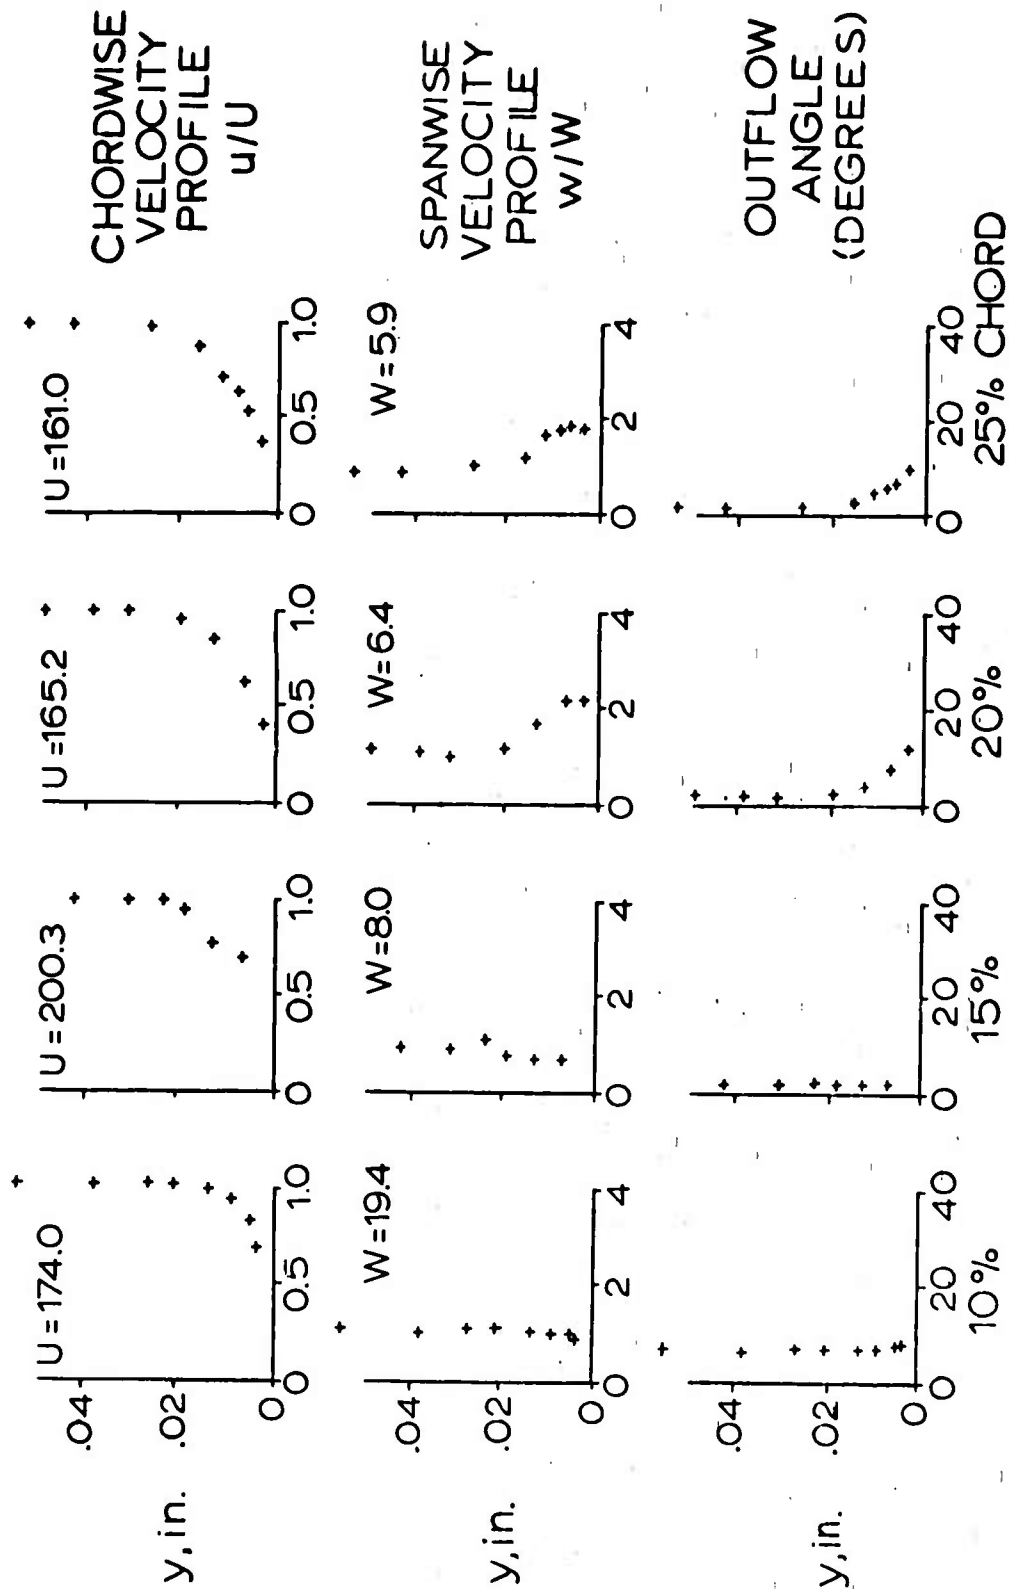 U = 174.0
U = 200.3
U = 165.2
U = 161.0
CHORDWISE
VELOCITY
PROFILE
u/U
y, in.
.04
.02
0
0 0.5 1.0
0 0.5 1.0
0 0.5 1.0
0 0.5 1.0
W = 19.4
W = 8.0
W = 6.4
W = 5.9
SPANWISE
VELOCITY
PROFILE
w/W
y, in.
.04
.02
0
0 2 4
0 2 4
0 2 4
0 2 4
OUTFLOW
ANGLE
(DEGREES)
y, in.
.04
.02
0
0 20 40
0 20 40
0 20 40
0 20 40
10%
15%
20%
25% CHORD